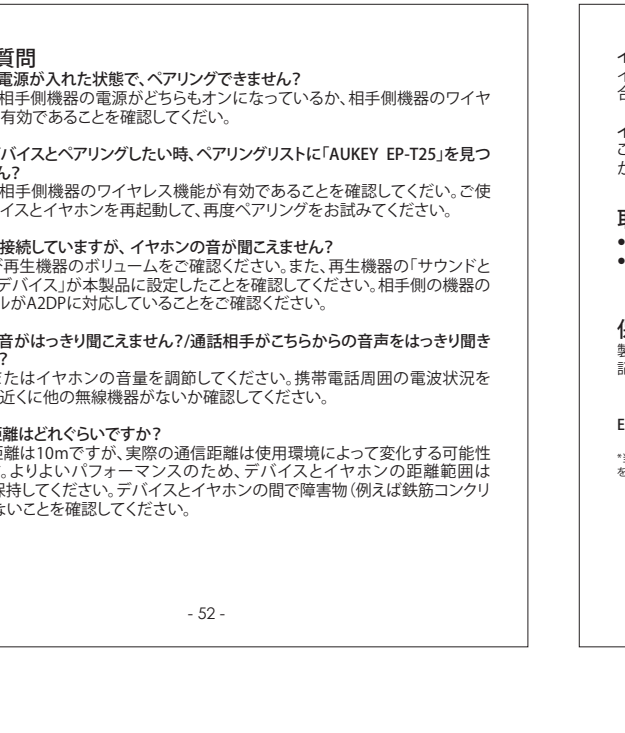 質問
電源が入れた状態で、ペアリングできません?
相手側機器の電源がどちらもオンになっているか、相手側機器のワイヤ
有効であることを確認してくだい。
バイスとペアリングしたい時、ペアリングリストに「AUKEY EP-T25」を見つ
ん?
相手側機器のワイヤレス機能が有効であることを確認してくだい。ご使
イスとイヤホンを再起動して、再度ペアリングをお試みてください。
接続していますが、イヤホンの音が聞こえません?
び再生機器のボリュームをご確認ください。また、再生機器の「サウンドと
デバイス」が本製品に設定したことを確認してください。相手側の機器の
ルがA2DPに対応していることをご確認ください。
音がはっきり聞こえません?/通話相手がこちらからの音声をはっきり聞き
?
またはイヤホンの音量を調節してください。携帯電話周囲の電波状況を
近くに他の無線機器がないか確認してください。
距離はどれぐらいですか?
距離は10mですが、実際の通信距離は使用環境によって変化する可能性
。よりよいパフォーマンスのため、デバイスとイヤホンの距離範囲は
保持してください。デバイスとイヤホンの間で障害物(例えば鉄筋コンクリ
ないことを確認してください。
- 52 -
イ
合
こ
か
•
•
製
記
E
を